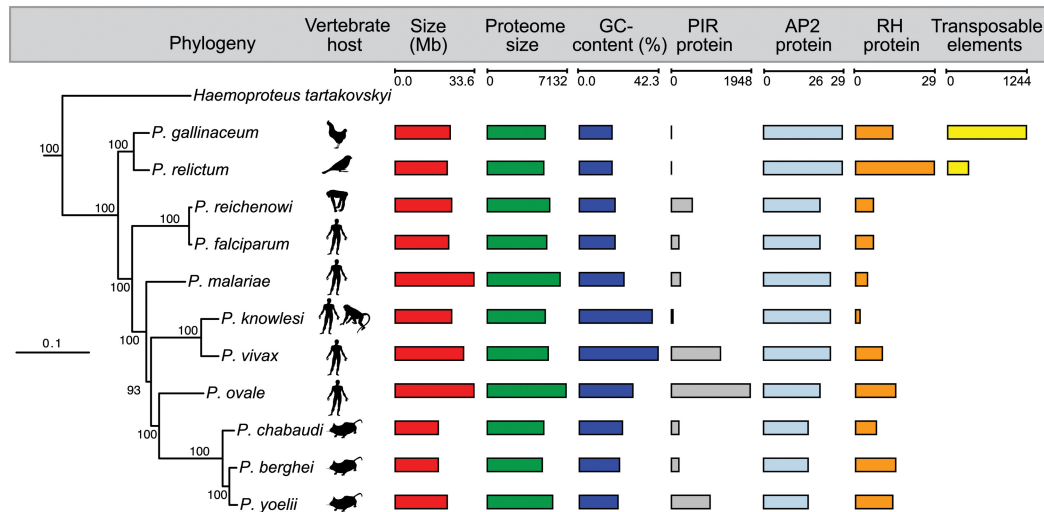 Phylogeny
Vertebrate
host
Size
(Mb)
Proteome
size
GC-
content (%)
PIR
protein
AP2
protein
RH
protein
Transposable
elements
0.0 33.6
0 7132
0.0 42.3
0 1948
0 26 29
0 29
0 1244
Haemoproteus tartakovskyi
P. gallinaceum
100
100
P. relictum
100
P. reichenowi
100
P. falciparum
P. malariae
100
P. knowlesi
100
100
0.1
P. vivax
93
P. ovale
100
P. chabaudi
100
P. berghei
100
P. yoelii